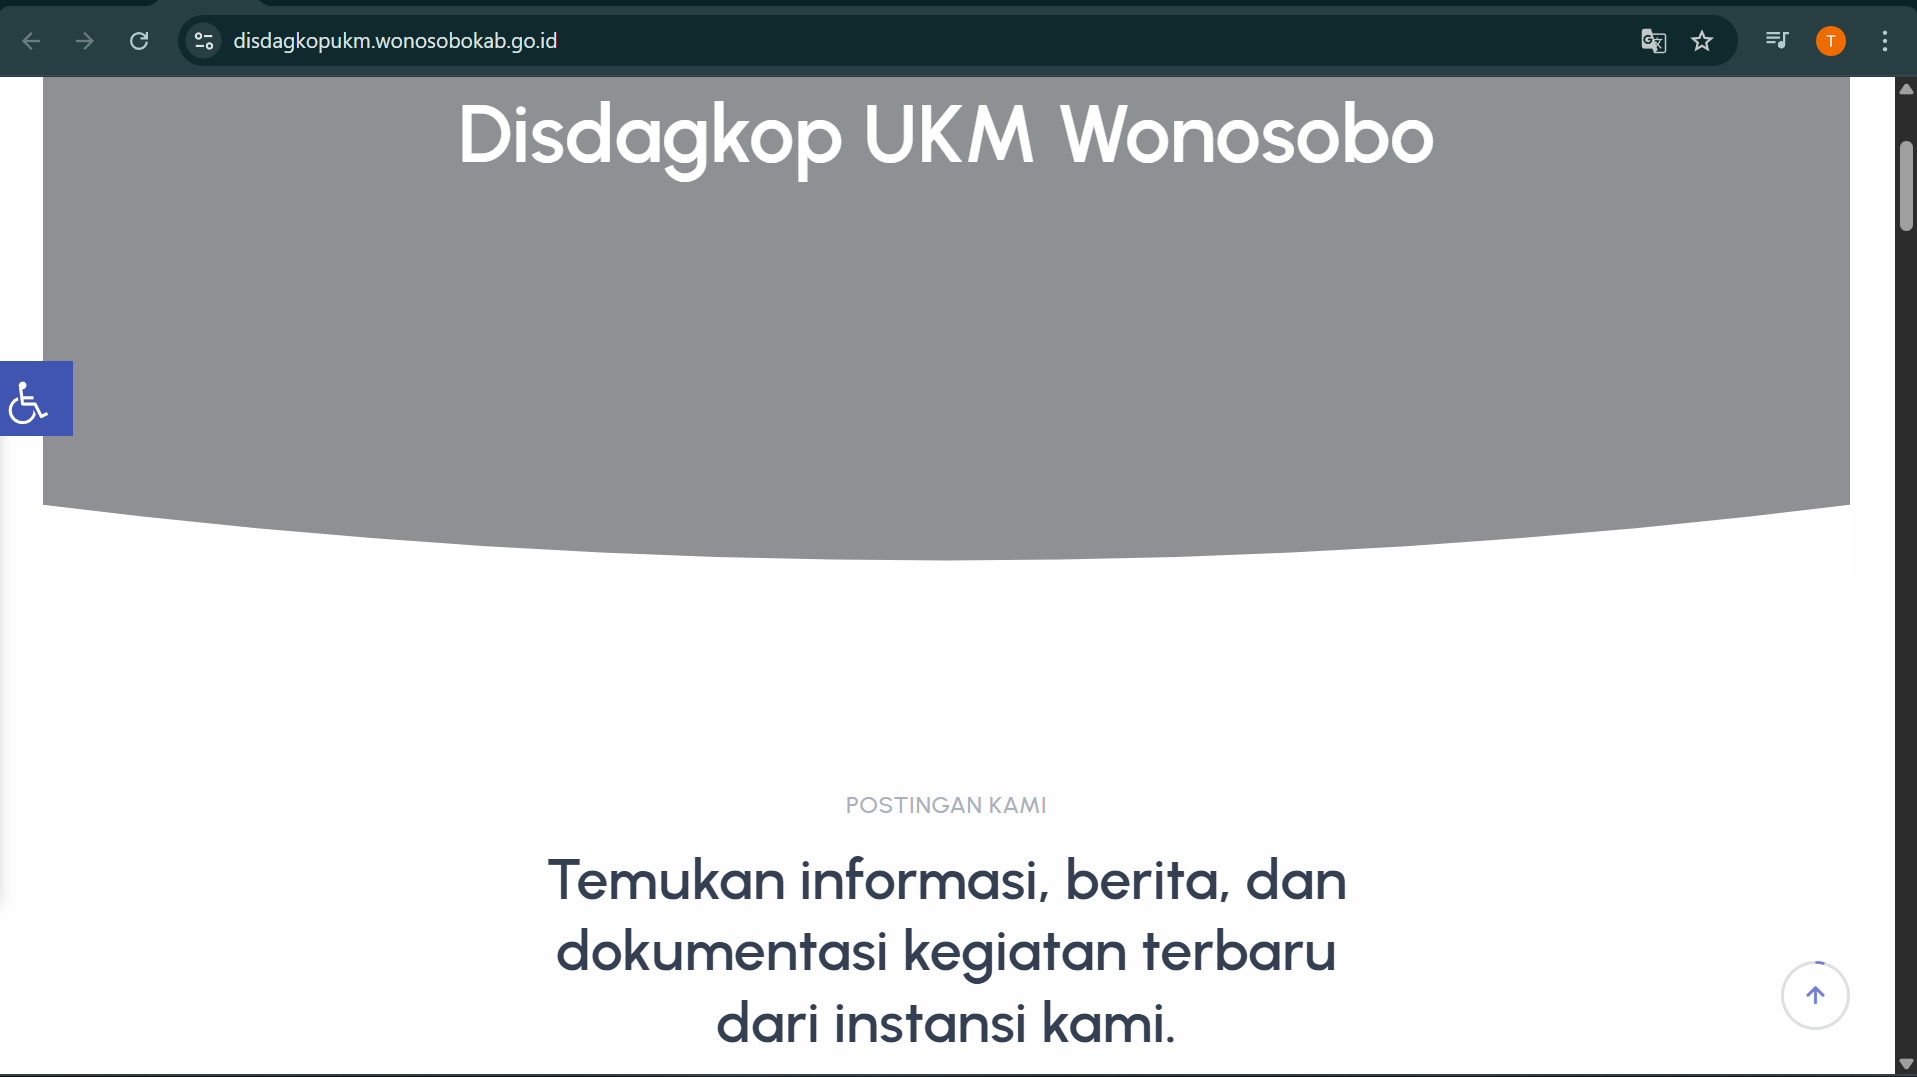 disdagkopukm.wonosobokab.go.id
T
Disdagkop UKM Wonosobo
POSTINGAN KAMI
Temukan informasi, berita, dan
dokumentasi kegiatan terbaru
dari instansi kami.